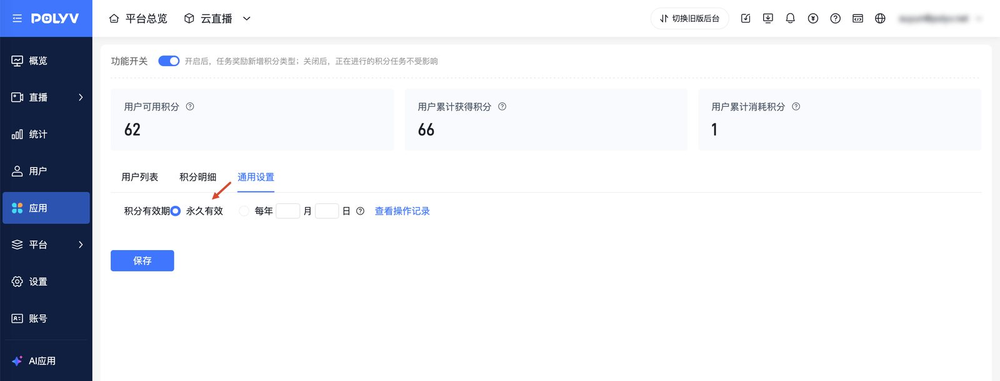 POLYV
平台总览
云直播
切换旧版后台
概览
直播
统计
用户
应用
平台
设置
账号
AI应用
功能开关
开启后，任务奖励新增积分类型；关闭后，正在进行的积分任务不受影响
用户可用积分
62
用户累计获得积分
66
用户累计消耗积分
1
用户列表 积分明细 通用设置
积分有效期 永久有效 每年 月 日 查看操作记录
保存